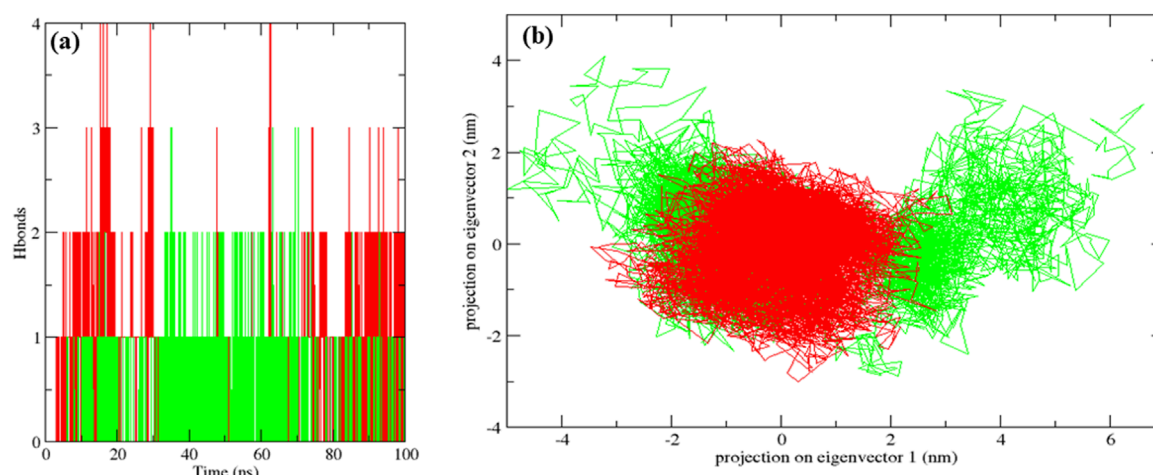 (a)
4
3
2
1
0
Hbonds
0 20 40 60 80 100
Time (ns)
(b)
4
2
0
-2
-4
projection on eigenvector 2 (nm)
-4 -2 0 2 4 6
projection on eigenvector 1 (nm)